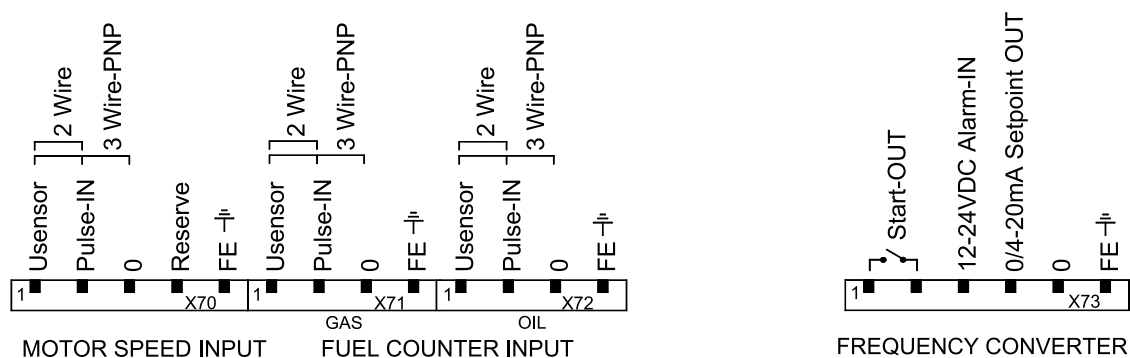 2 Wire
3 Wire-PNP
2 Wire
3 Wire-PNP
2 Wire
3 Wire-PNP
Usensor
Pulse-IN
0
Reserve
FE
Usensor
Pulse-IN
0
FE
Usensor
Pulse-IN
0
FE
Start-OUT
12-24VDC Alarm-IN
0/4-20mA Setpoint OUT
0
FE
1
X70
1
X71
1
X72
1
X73
GAS
OIL
MOTOR SPEED INPUT
FUEL COUNTER INPUT
FREQUENCY CONVERTER